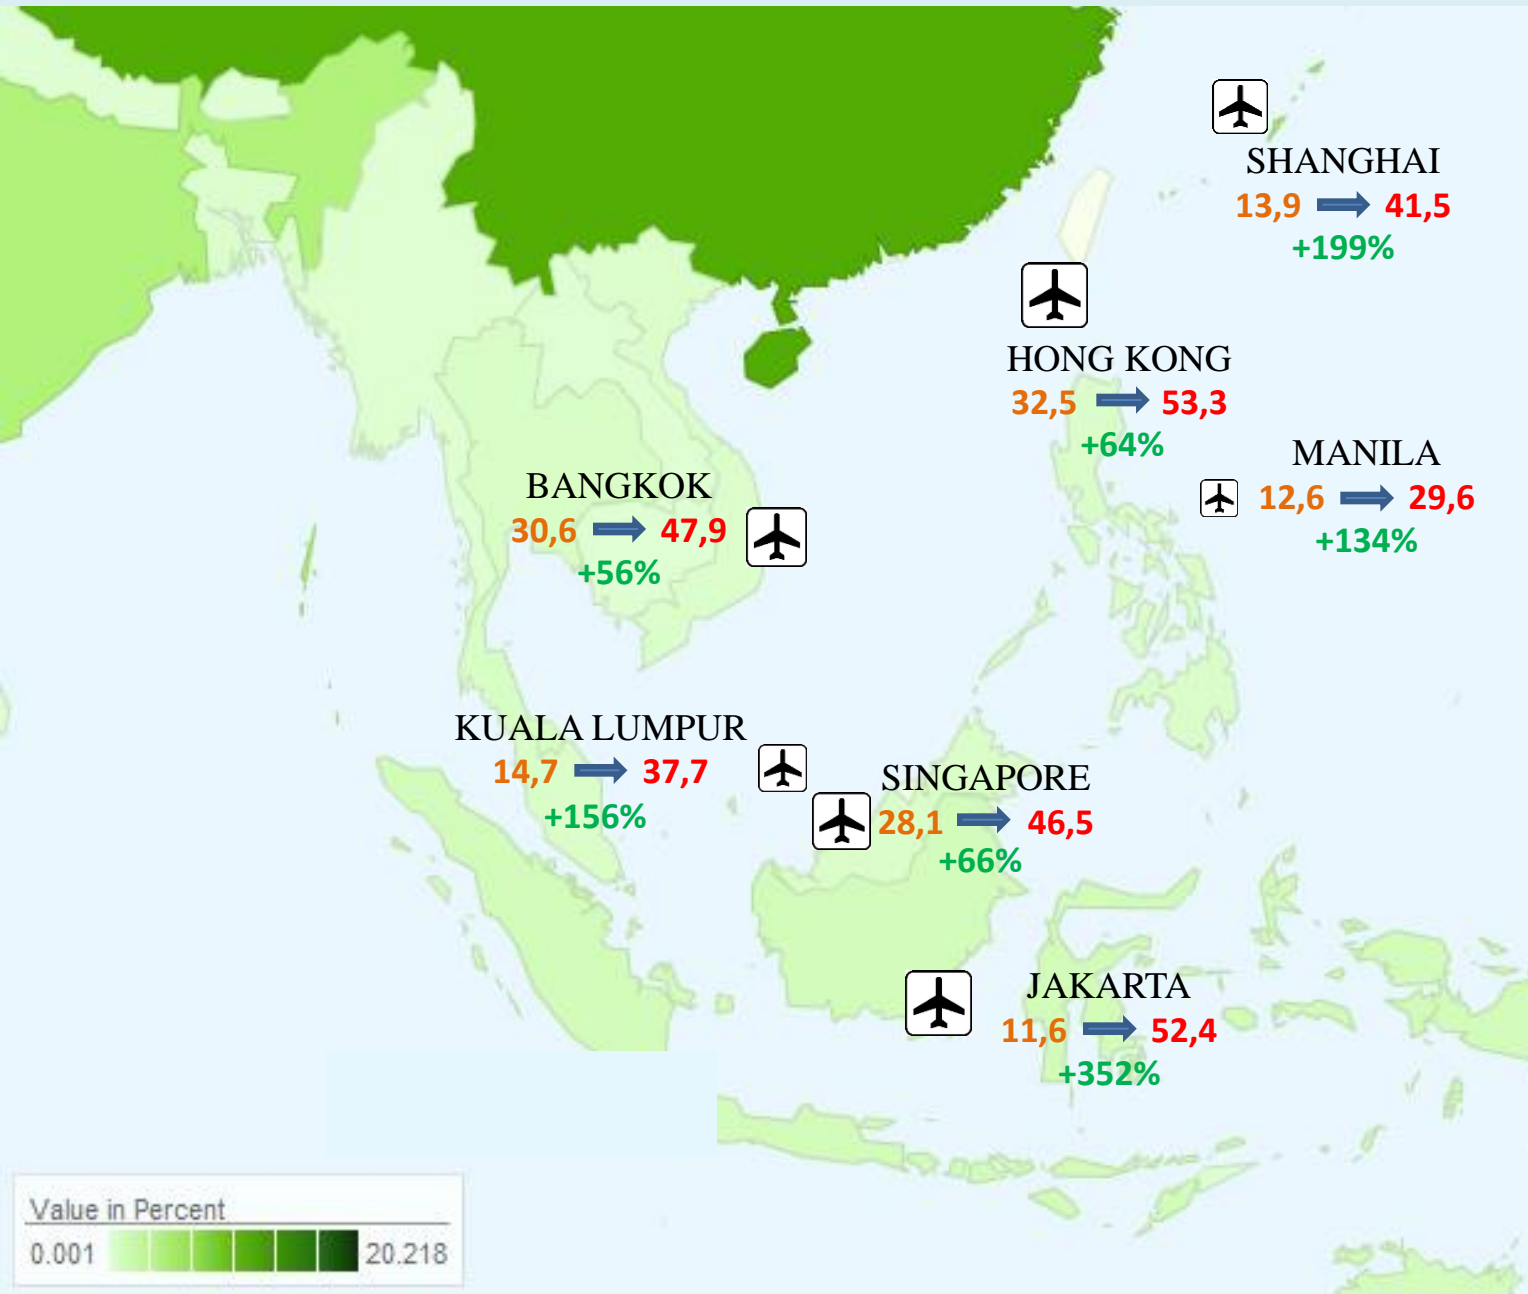 SHANGHAI
13,9 41,5
+199%
HONG KONG
32,5 53,3
+64%
MANILA
12,6 29,6
+134%
BANGKOK
30,6 47,9
+56%
KUALA LUMPUR
14,7 37,7
+156%
SINGAPORE
28,1 46,5
+66%
JAKARTA
11,6 52,4
+352%
Value in Percent
0.001 20.218